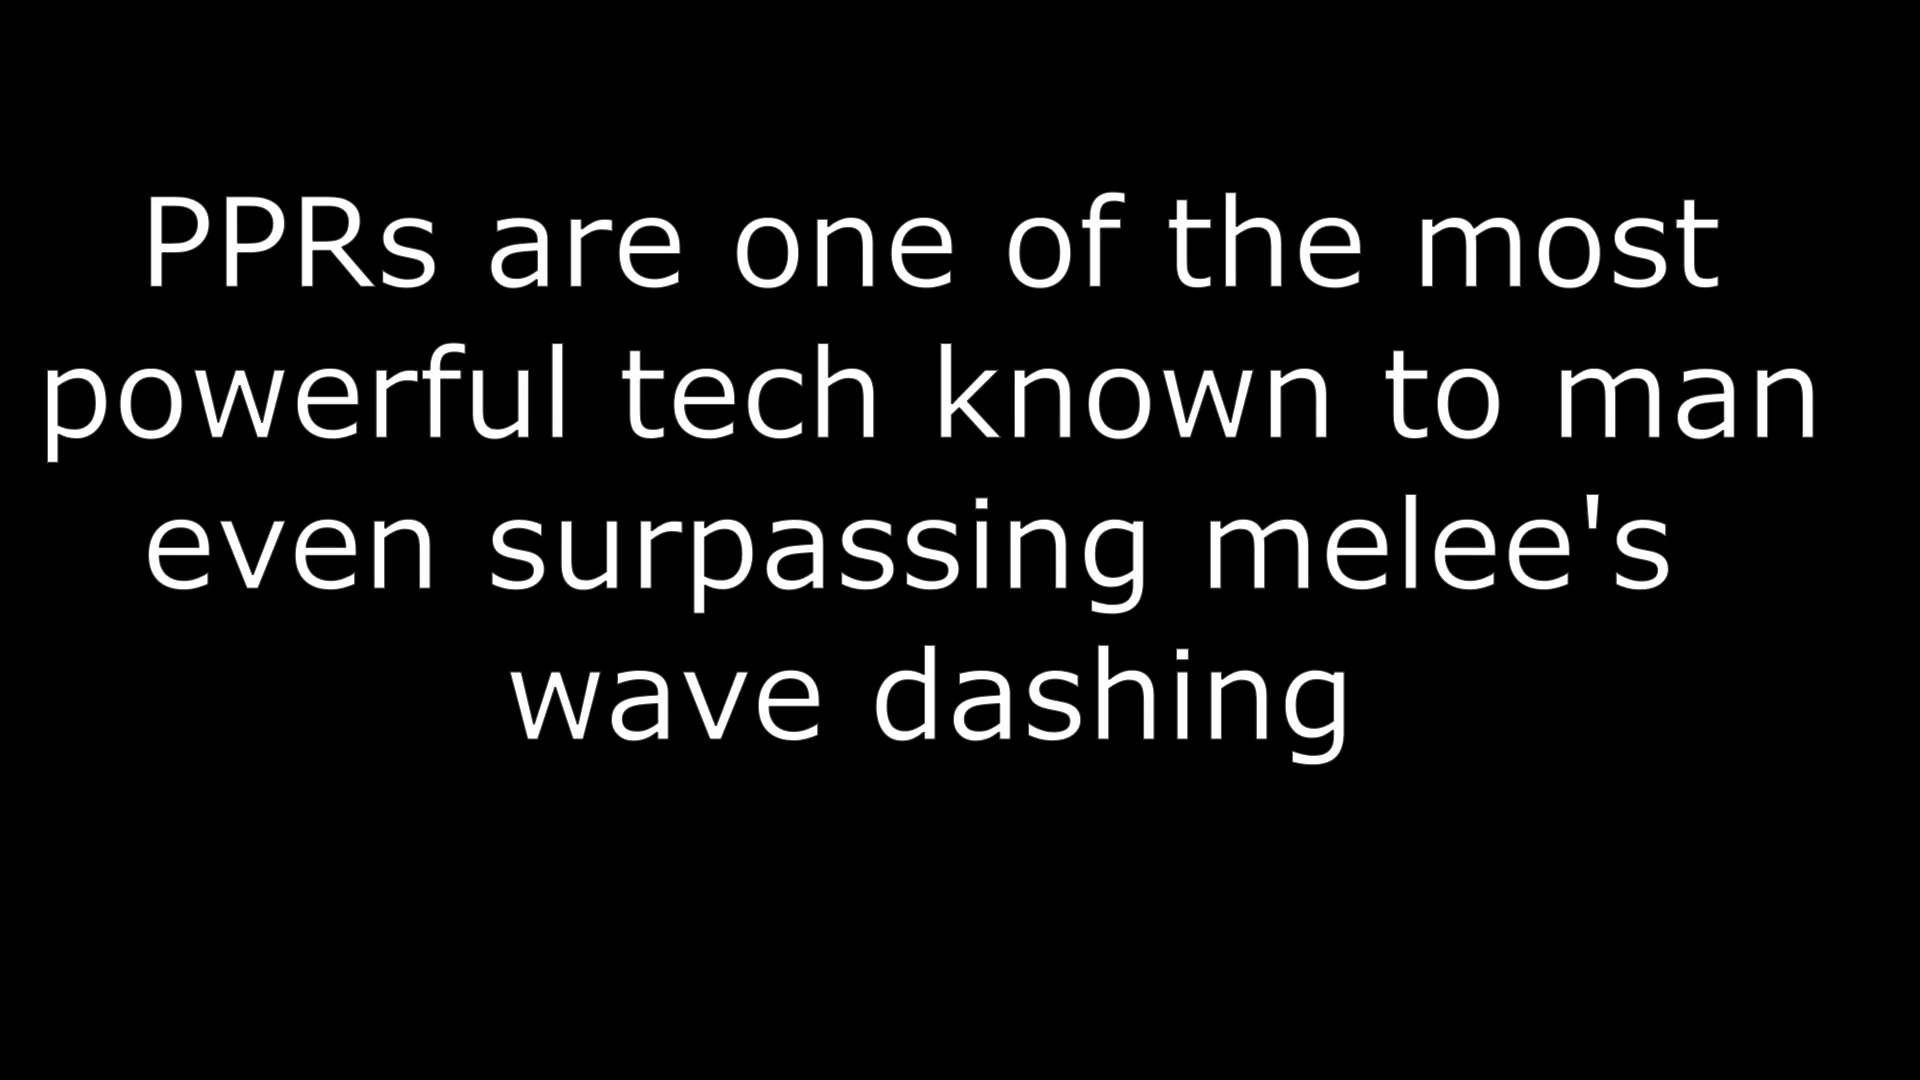 PPRs are one of the most
powerful tech known to man
even surpassing melee's
wave dashing